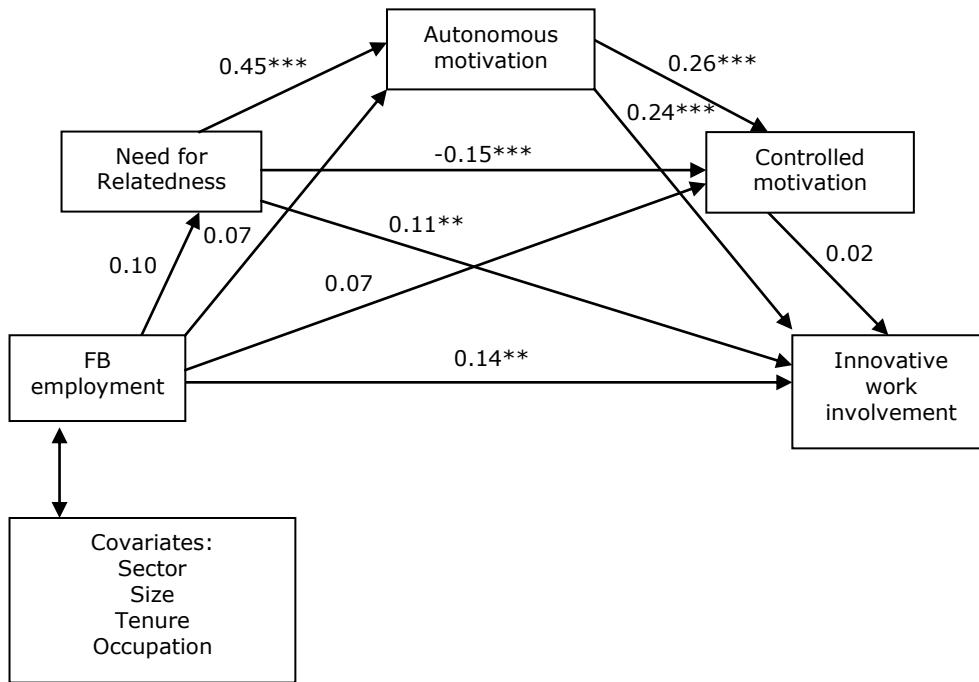 Autonomous
motivation
0.45***
0.26***
0.24***
Need for
Relatedness
-0.15***
Controlled
motivation
0.07
0.11**
0.10
0.07
0.02
FB
employment
0.14**
Innovative
work
involvement
Covariates:
Sector
Size
Tenure
Occupation